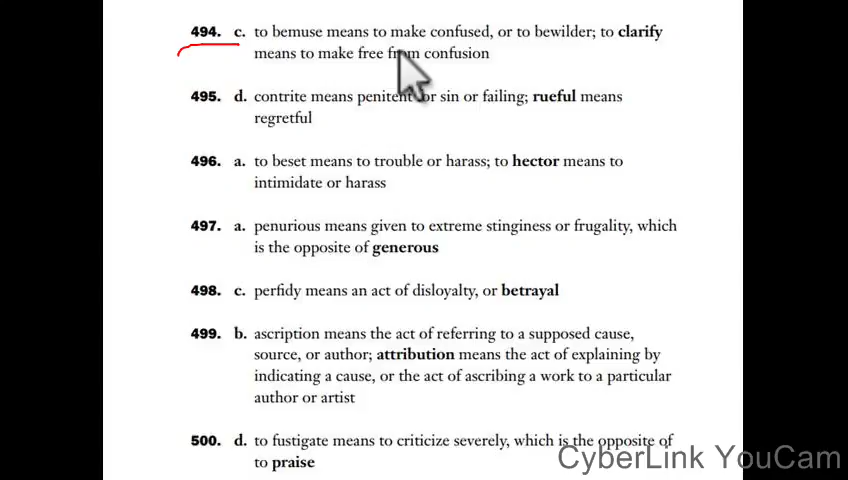 494. c. to bemuse means to make confused, or to bewilder; to clarify
means to make free from confusion
495. d. contrite means penitent for sin or failing; rueful means
regretful
496. a. to beset means to trouble or harass; to hector means to
intimidate or harass
497. a. penurious means given to extreme stinginess or frugality, which
is the opposite of generous
498. c. perfidy means an act of disloyalty, or betrayal
499. b. ascription means the act of referring to a supposed cause,
source, or author; attribution means the act of explaining by
indicating a cause, or the act of ascribing a work to a particular
author or artist
500. d. to fustigate means to criticize severely, which is the opposite of
to praise
CyberLink YouCam